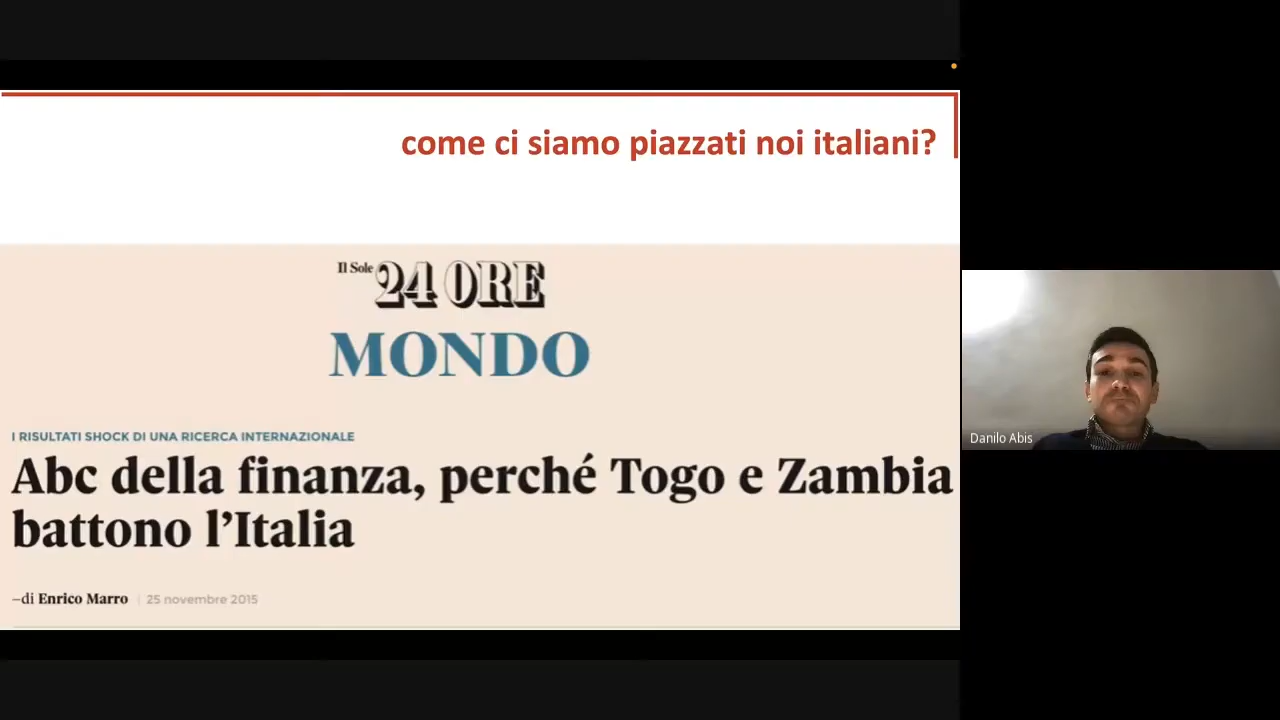 come ci siamo piazzati noi italiani?
Il Sole 24 ORE
MONDO
I RISULTATI SHOCK DI UNA RICERCA INTERNAZIONALE
Abc della finanza, perché Togo e Zambia
battono l’Italia
–di Enrico Marro | 25 novembre 2015
Danilo Abis